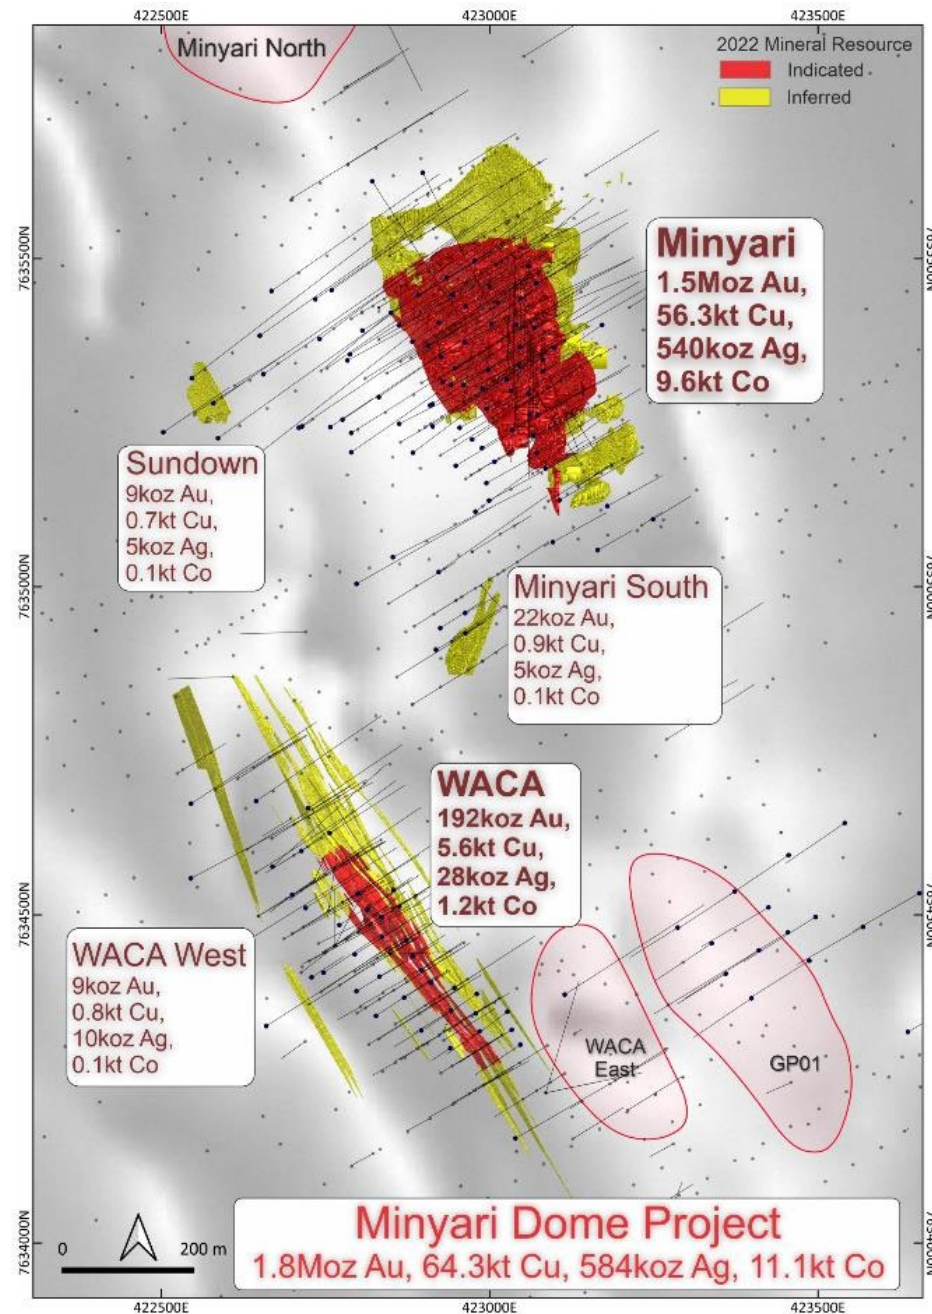 422500E
423000E
423500E
Minyari North
2022 Mineral Resource
Indicated
Inferred
7635500N
7635500N
Minyari
1.5Moz Au,
56.3kt Cu,
540koz Ag,
9.6kt Co
Sundown
9koz Au,
0.7kt Cu,
5koz Ag,
0.1kt Co
7635000N
7635000N
Minyari South
22koz Au,
0.9kt Cu,
5koz Ag,
0.1kt Co
WACA
192koz Au,
5.6kt Cu,
28koz Ag,
1.2kt Co
7634500N
7634500N
WACA West
9koz Au,
0.8kt Cu,
10koz Ag,
0.1kt Co
WACA
East
GP01
Minyari Dome Project
1.8Moz Au, 64.3kt Cu, 584koz Ag, 11.1kt Co
0
200 m
7634000N
7634000N
422500E
423000E
423500E